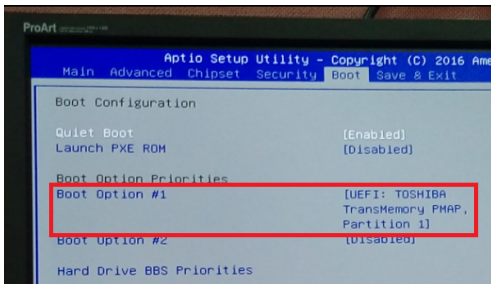 ProArt
Aptio Setup Utility - Copyright (C) 2016 Ame
Main Advanced Chipset Security Boot Save & Exit
Boot Configuration
Quiet Boot [Enabled]
Launch PXE ROM [Disabled]
Boot Option Priorities
Boot Option #1 [UEFI: TOSHIBA
TransMemory PMAP,
Partition 1]
Boot Option #2 [Disabled]
Hard Drive BBS Priorities